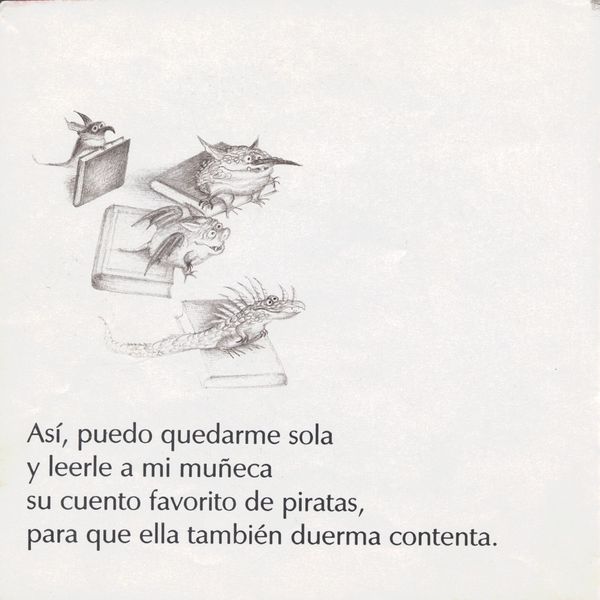 Así, puedo quedarme sola
y leerle a mi muñeca
su cuento favorito de piratas,
para que ella también duerma contenta.